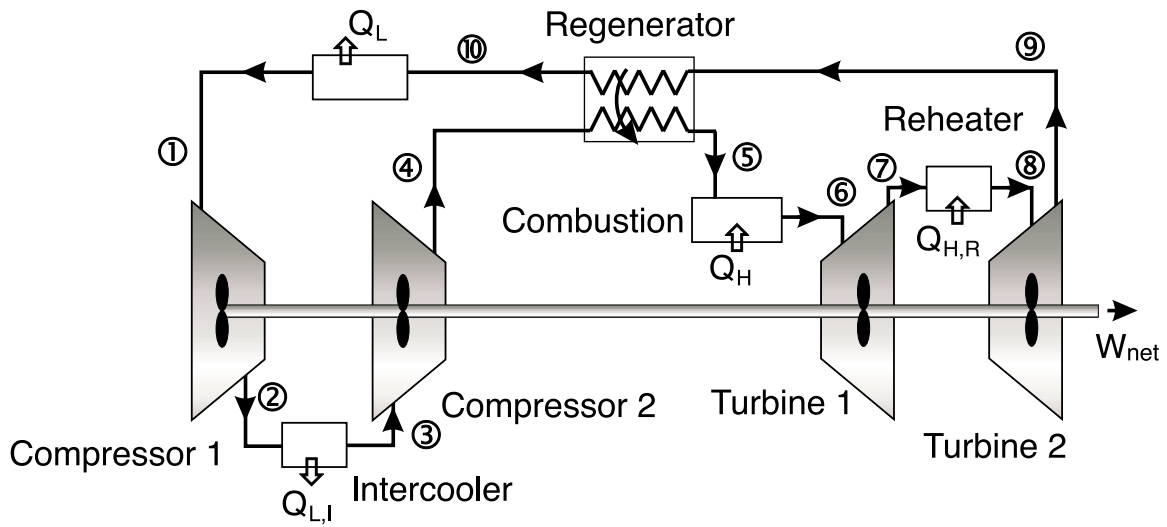 Q_L
Regenerator
⑩
⑨
①
④
⑤
Reheater
⑦
⑧
⑥
Combustion
Q_H
Q_H,R
W_net
②
③
Compressor 2
Turbine 1
Compressor 1
Turbine 2
Q_L,I
Intercooler